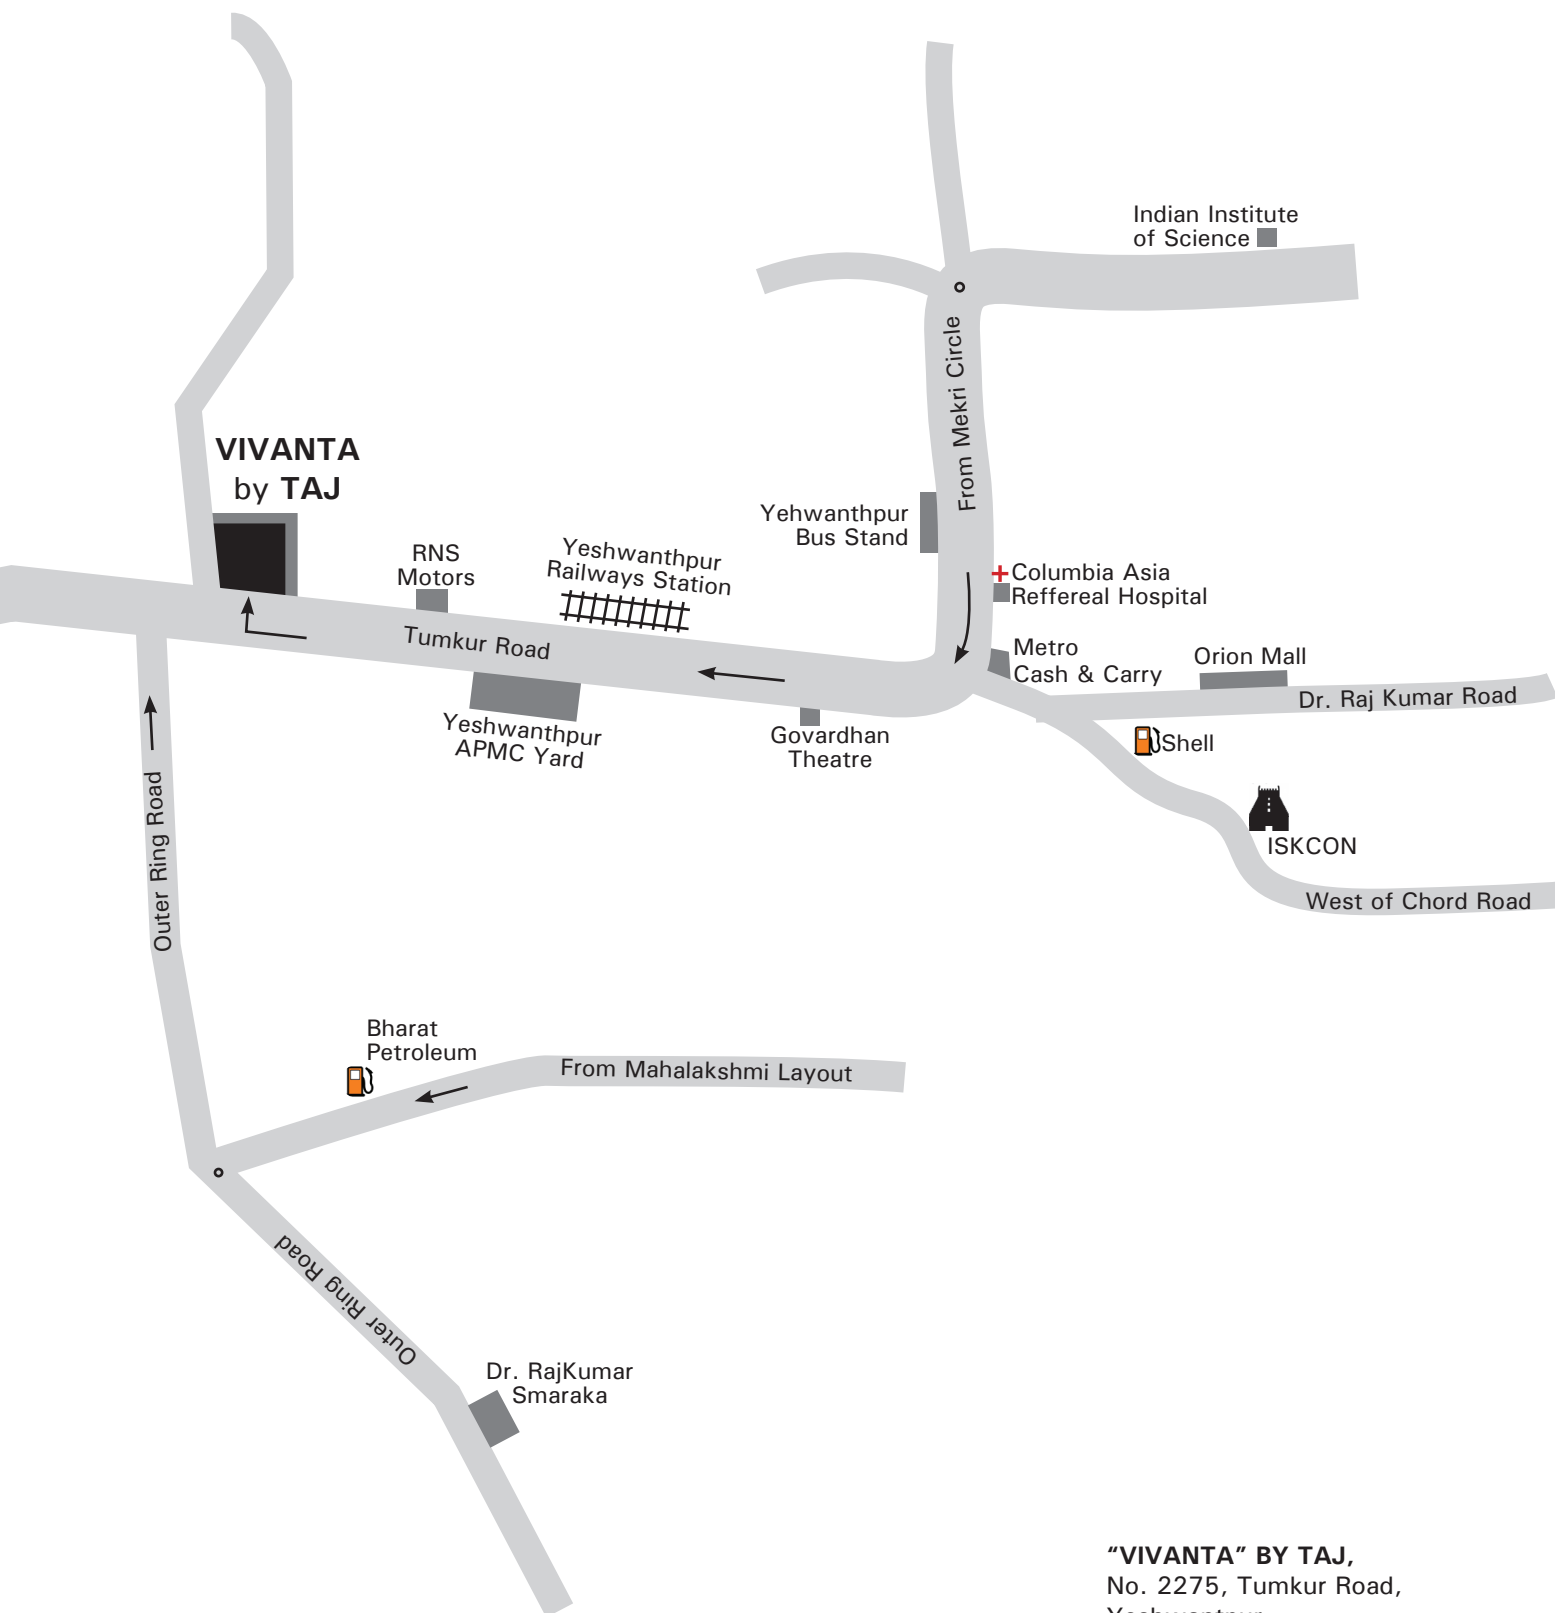 Indian Institute
of Science
From Mekri Circle
VIVANTA
by TAJ
Yehwanthpur
Bus Stand
RNS
Motors
Yeshwanthpur
Railways Station
Columbia Asia
Reffereal Hospital
Tumkur Road
Metro
Cash & Carry
Orion Mall
Dr. Raj Kumar Road
Yeshwanthpur
APMC Yard
Govardhan
Theatre
Shell
Outer Ring Road
ISKCON
West of Chord Road
Bharat
Petroleum
From Mahalakshmi Layout
Outer Ring Road
Dr. RajKumar
Smaraka
“VIVANTA” BY TAJ,
No. 2275, Tumkur Road,